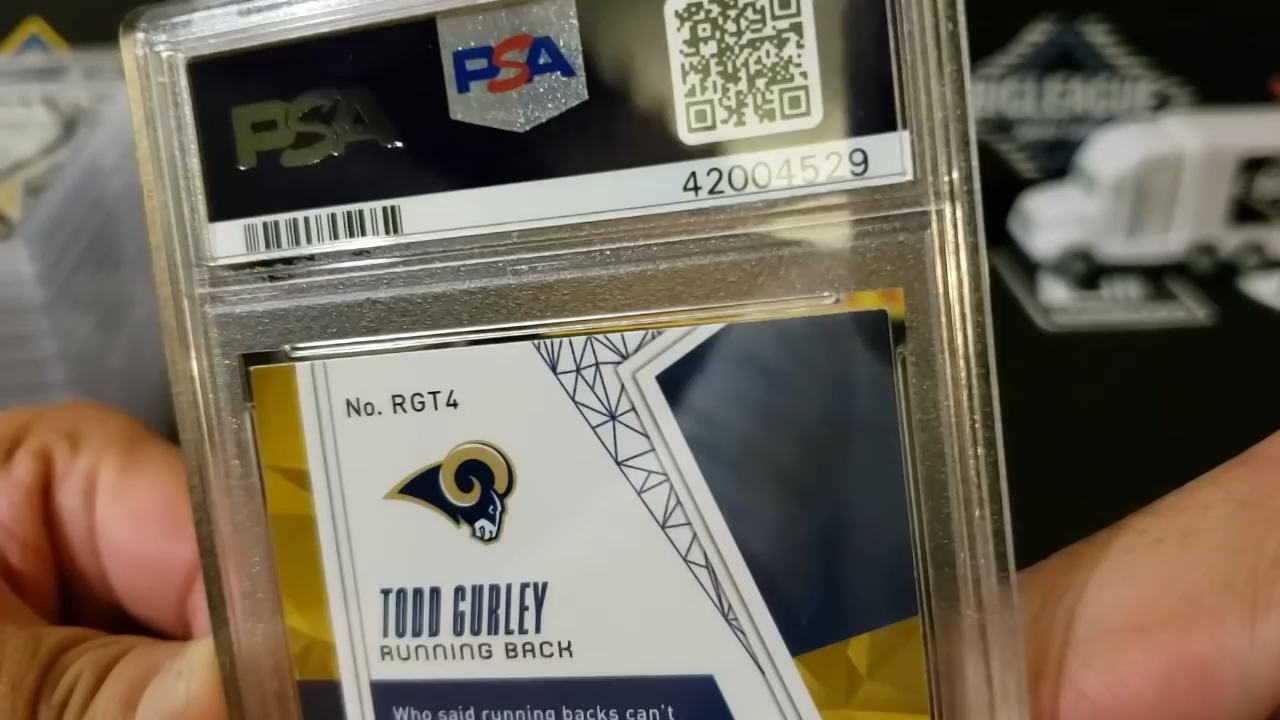 PSA
PSA
42004529
No. RGT4
TODD GURLEY
RUNNING BACK
Who said running backs can't